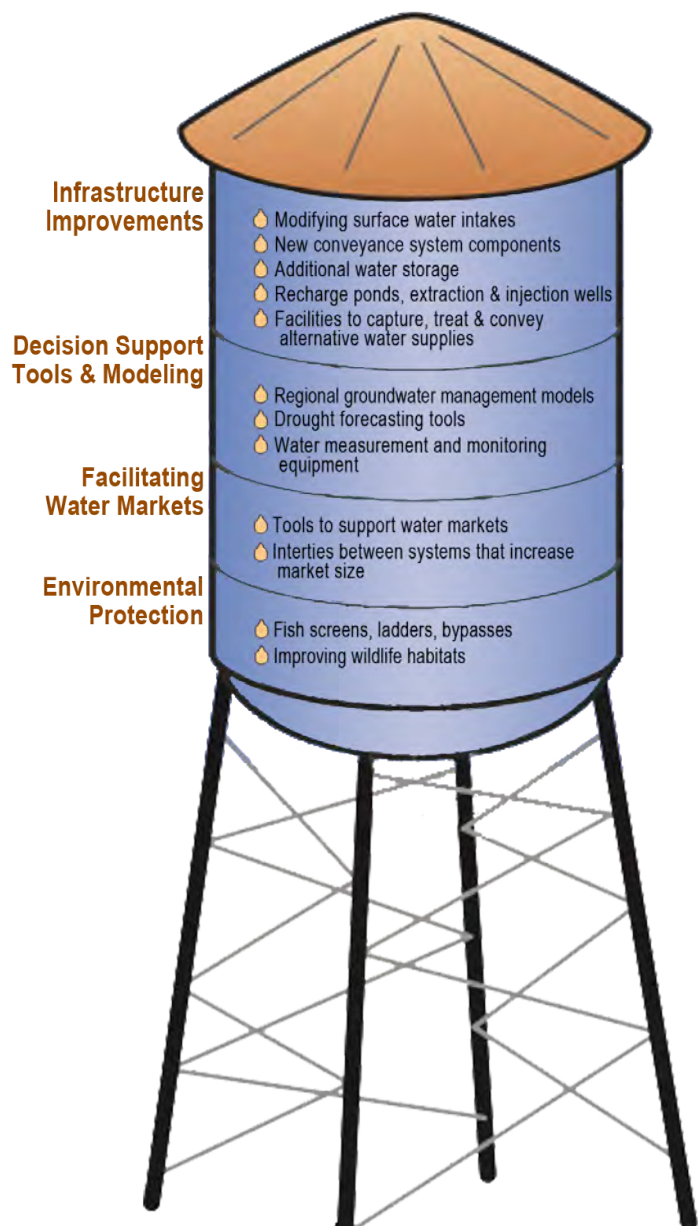 Infrastructure
Improvements
Modifying surface water intakes
New conveyance system components
Additional water storage
Recharge ponds, extraction & injection wells
Facilities to capture, treat & convey
alternative water supplies
Decision Support
Tools & Modeling
Regional groundwater management models
Drought forecasting tools
Water measurement and monitoring
equipment
Facilitating
Water Markets
Tools to support water markets
Interties between systems that increase
market size
Environmental
Protection
Fish screens, ladders, bypasses
Improving wildlife habitats